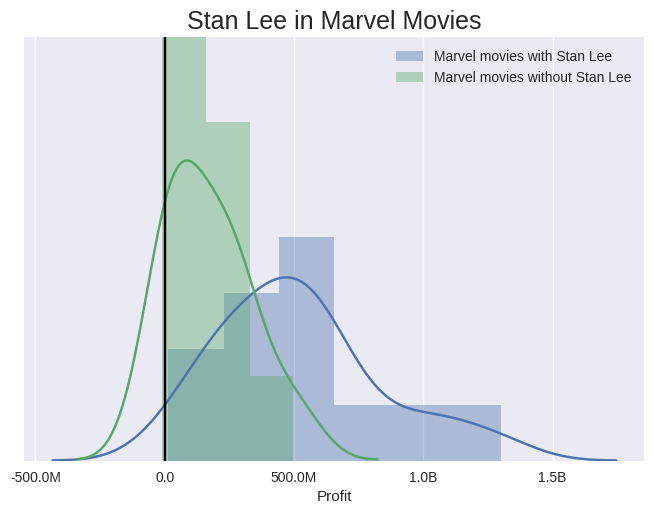 Stan Lee in Marvel Movies
Marvel movies with Stan Lee
Marvel movies without Stan Lee
-500.0M 0.0 500.0M 1.0B 1.5B
Profit